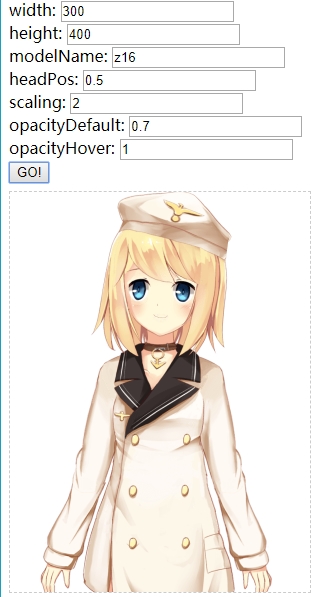 width: 300
height: 400
modelName: z16
headPos: 0.5
scaling: 2
opacityDefault: 0.7
opacityHover: 1
GO!